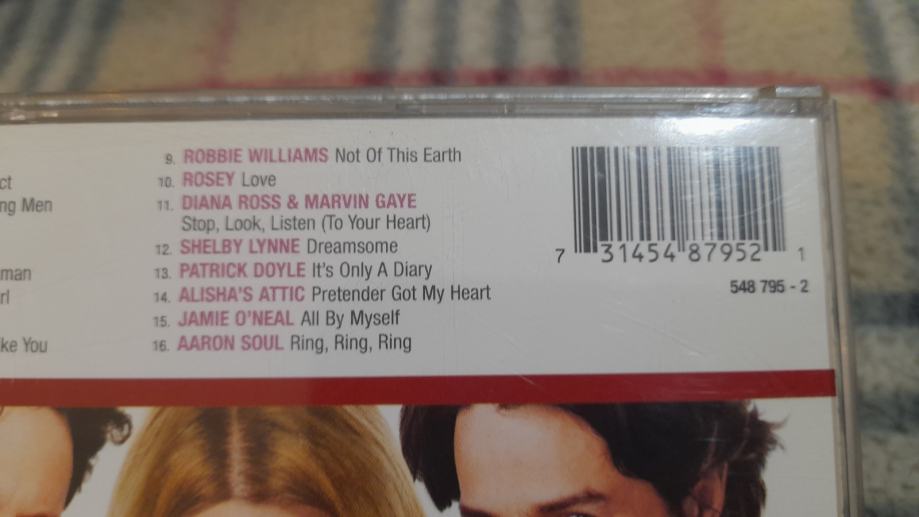 ct
ng Men
man
rl
ke You
9. ROBBIE WILLIAMS Not Of This Earth
10. ROSEY Love
11. DIANA ROSS & MARVIN GAYE
Stop, Look, Listen (To Your Heart)
12. SHELBY LYNNE Dreamsome
13. PATRICK DOYLE It's Only A Diary
14. ALISHA'S ATTIC Pretender Got My Heart
15. JAMIE O'NEAL All By Myself
16. AARON SOUL Ring, Ring, Ring
7 31454 87952 1
548 795 - 2